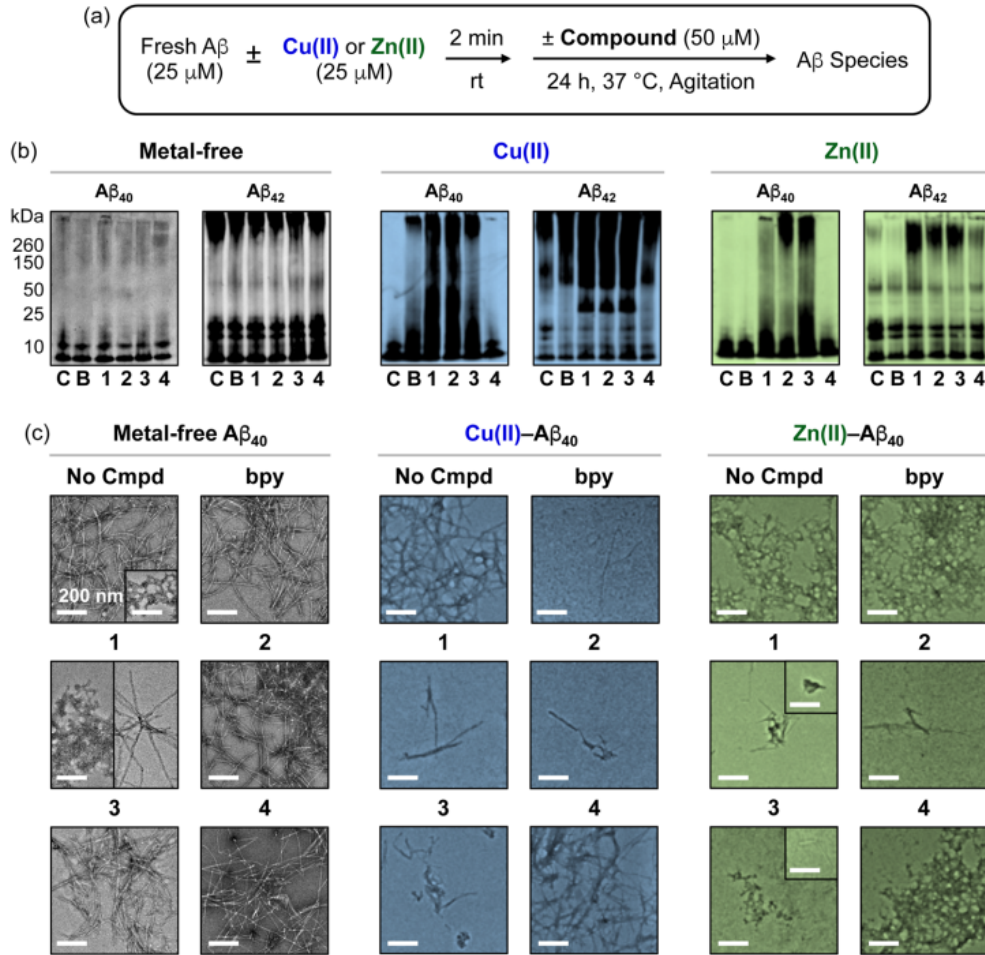 (a)
Fresh Aβ ± Cu(II) or Zn(II) 2 min ± Compound (50 μM) Aβ Species
(25 μM) (25 μM) rt 24 h, 37 °C, Agitation
(b) Metal-free Cu(II) Zn(II)
Aβ40 Aβ42 Aβ40 Aβ42 Aβ40 Aβ42
kDa
260
150
50
25
10
C B 1 2 3 4 C B 1 2 3 4 C B 1 2 3 4 C B 1 2 3 4 C B 1 2 3 4 C B 1 2 3 4
(c) Metal-free Aβ40 Cu(II)–Aβ40 Zn(II)–Aβ40
No Cmpd bpy No Cmpd bpy No Cmpd bpy
200 nm
1 2 1 2 1 2
3 4 3 4 3 4